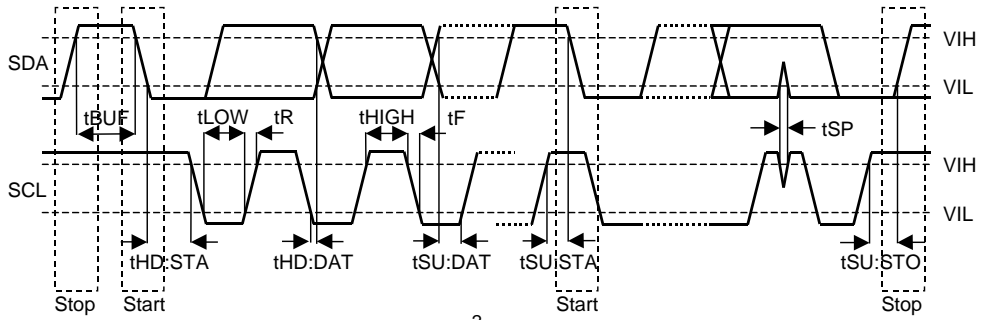 VIH
SDA
VIL
tBUF tLOW tR tHIGH tF
tSP
VIH
SCL
VIL
tHD:STA tHD:DAT tSU:DAT tSU:STA tSU:STO
Stop Start Start Stop